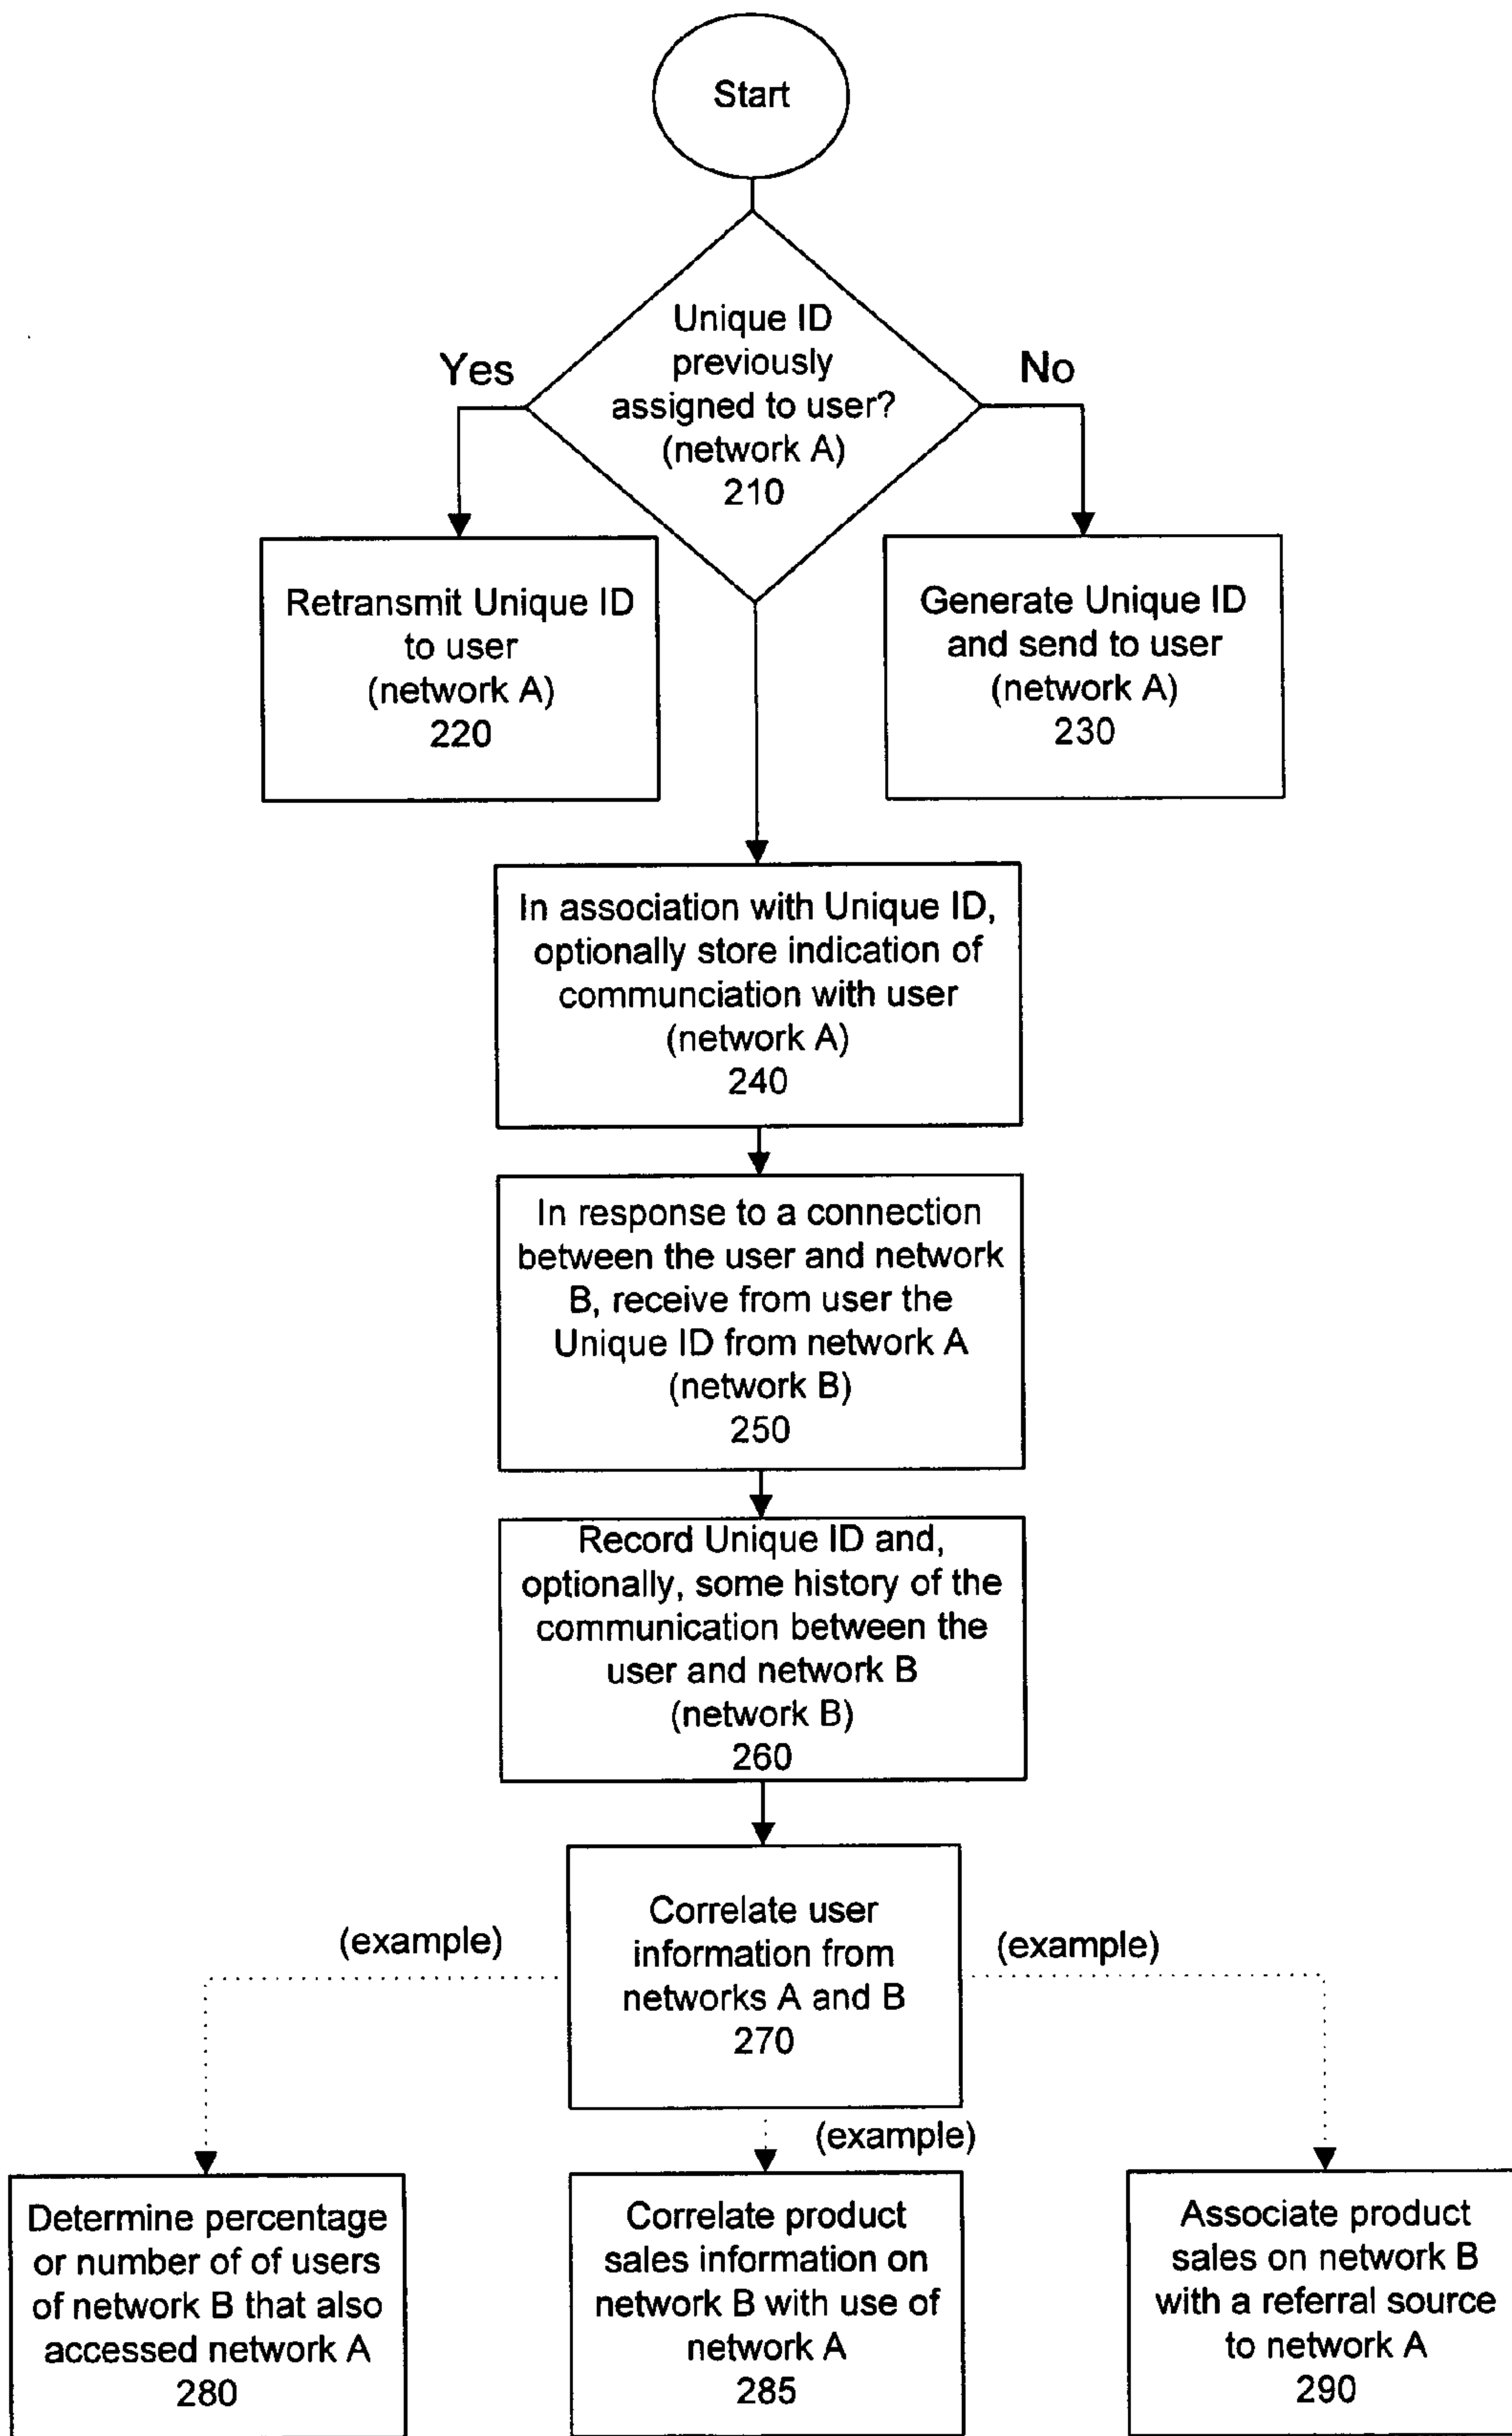 Start
Unique ID
previously
assigned to user?
(network A)
210
Yes
No
Retransmit Unique ID
to user
(network A)
220
Generate Unique ID
and send to user
(network A)
230
In association with Unique ID,
optionally store indication of
communciation with user
(network A)
240
In response to a connection
between the user and network
B, receive from user the
Unique ID from network A
(network B)
250
Record Unique ID and,
optionally, some history of the
communication between the
user and network B
(network B)
260
Correlate user
information from
networks A and B
270
(example)
(example)
(example)
Determine percentage
or number of of users
of network B that also
accessed network A
280
Correlate product
sales information on
network B with use of
network A
285
Associate product
sales on network B
with a referral source
to network A
290